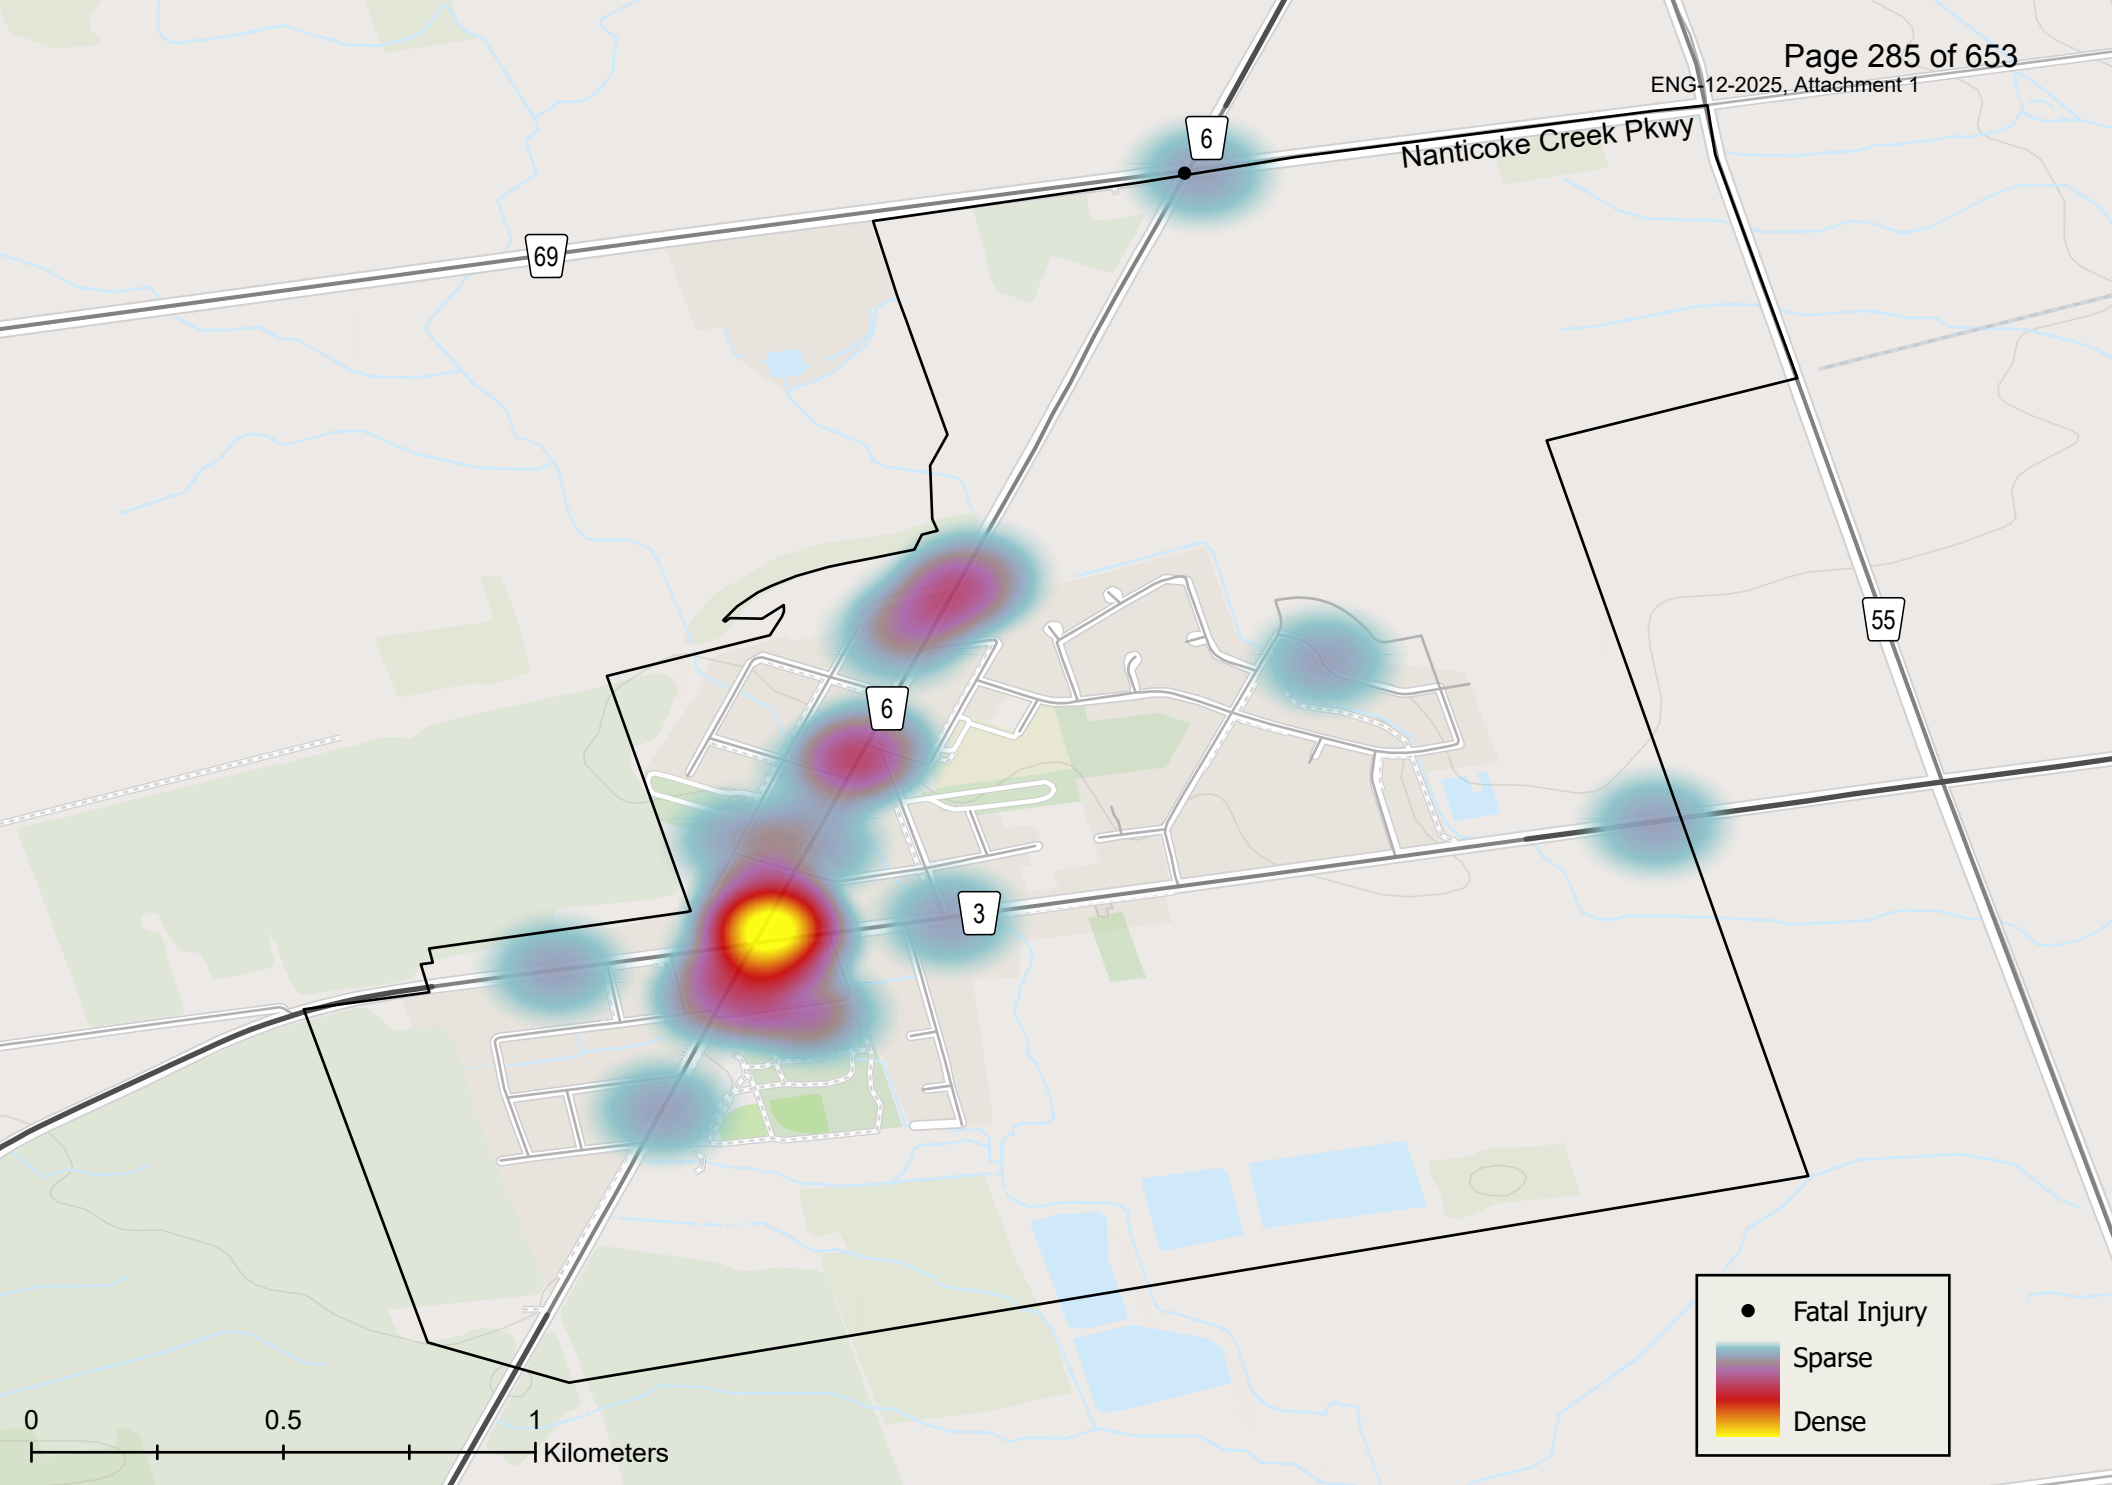 Page 285 of 653
ENG-12-2025, Attachment 1
6
Nanticoke Creek Pkwy
69
55
6
3
Fatal Injury
Sparse
Dense
0 0.5 1
Kilometers